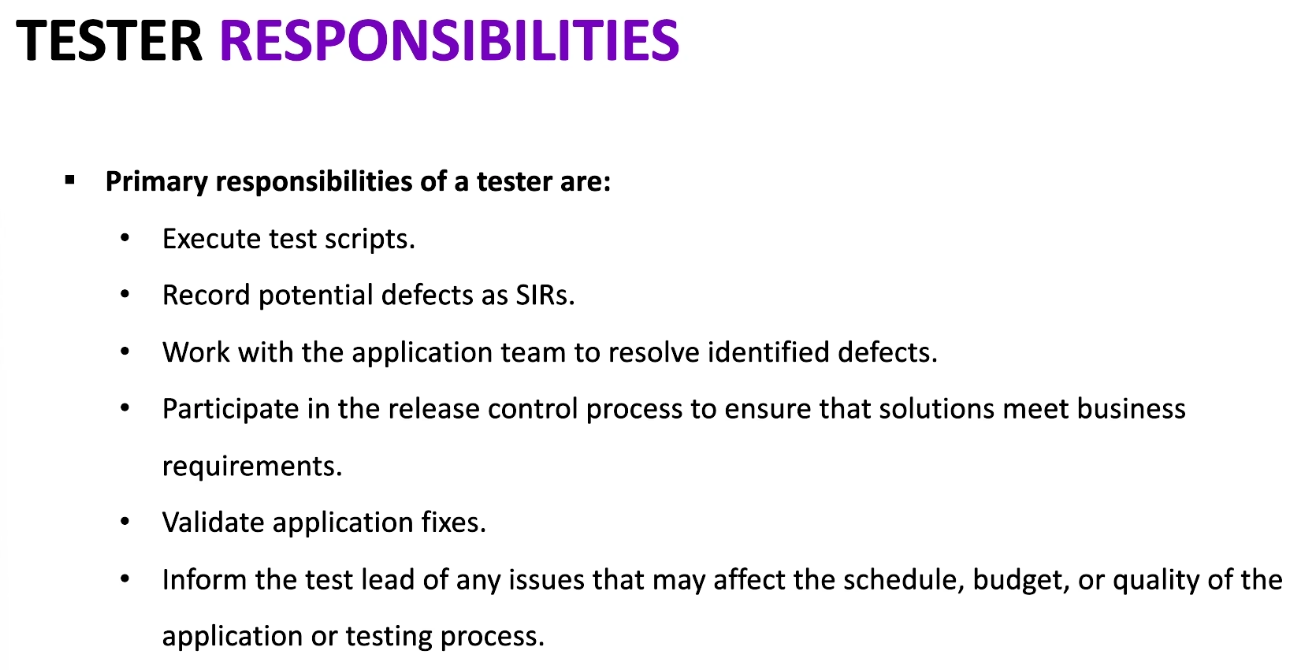 TESTER RESPONSIBILITIES
▪ Primary responsibilities of a tester are:
• Execute test scripts.
• Record potential defects as SIRs.
• Work with the application team to resolve identified defects.
• Participate in the release control process to ensure that solutions meet business
requirements.
• Validate application fixes.
• Inform the test lead of any issues that may affect the schedule, budget, or quality of the
application or testing process.